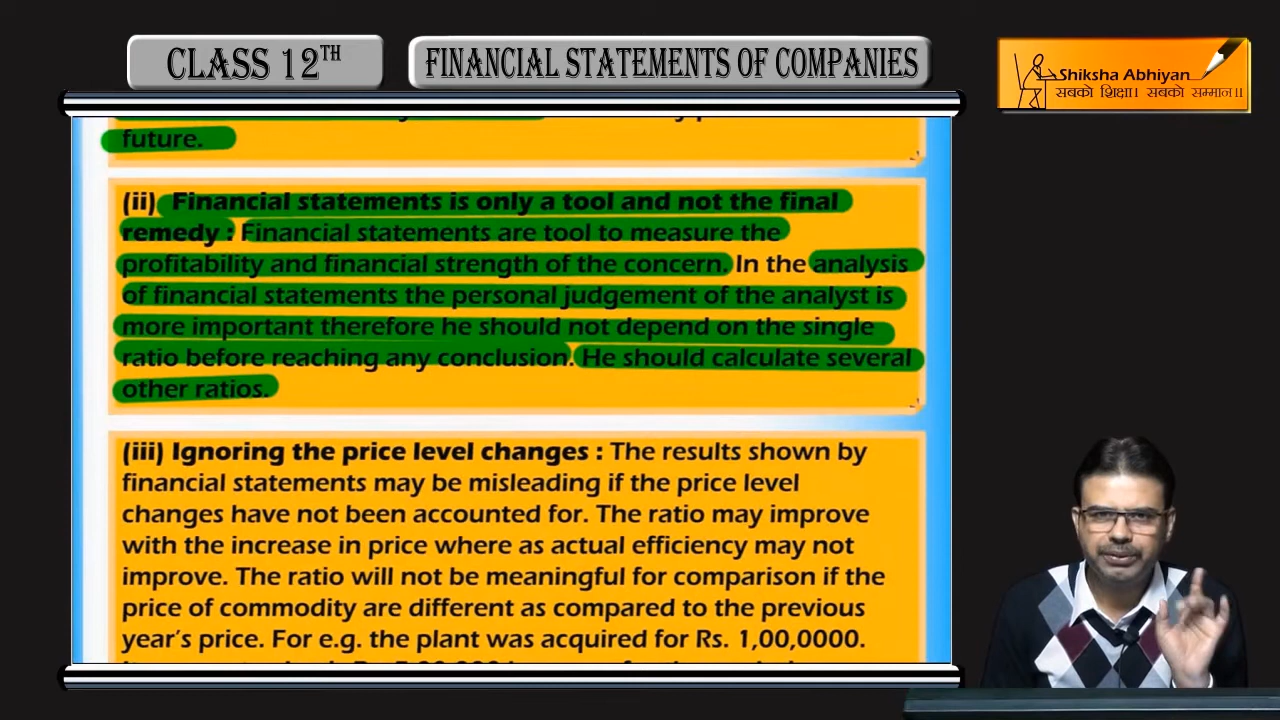 CLASS 12TH
FINANCIAL STATEMENTS OF COMPANIES
Shiksha Abhiyan
सबको शिक्षा। सबको सम्मान।।
future.
(ii) Financial statements is only a tool and not the final
remedy : Financial statements are tool to measure the
profitability and financial strength of the concern. In the analysis
of financial statements the personal judgement of the analyst is
more important therefore he should not depend on the single
ratio before reaching any conclusion. He should calculate several
other ratios.
(iii) Ignoring the price level changes : The results shown by
financial statements may be misleading if the price level
changes have not been accounted for. The ratio may improve
with the increase in price where as actual efficiency may not
improve. The ratio will not be meaningful for comparison if the
price of commodity are different as compared to the previous
year's price. For e.g. the plant was acquired for Rs. 1,00,0000.